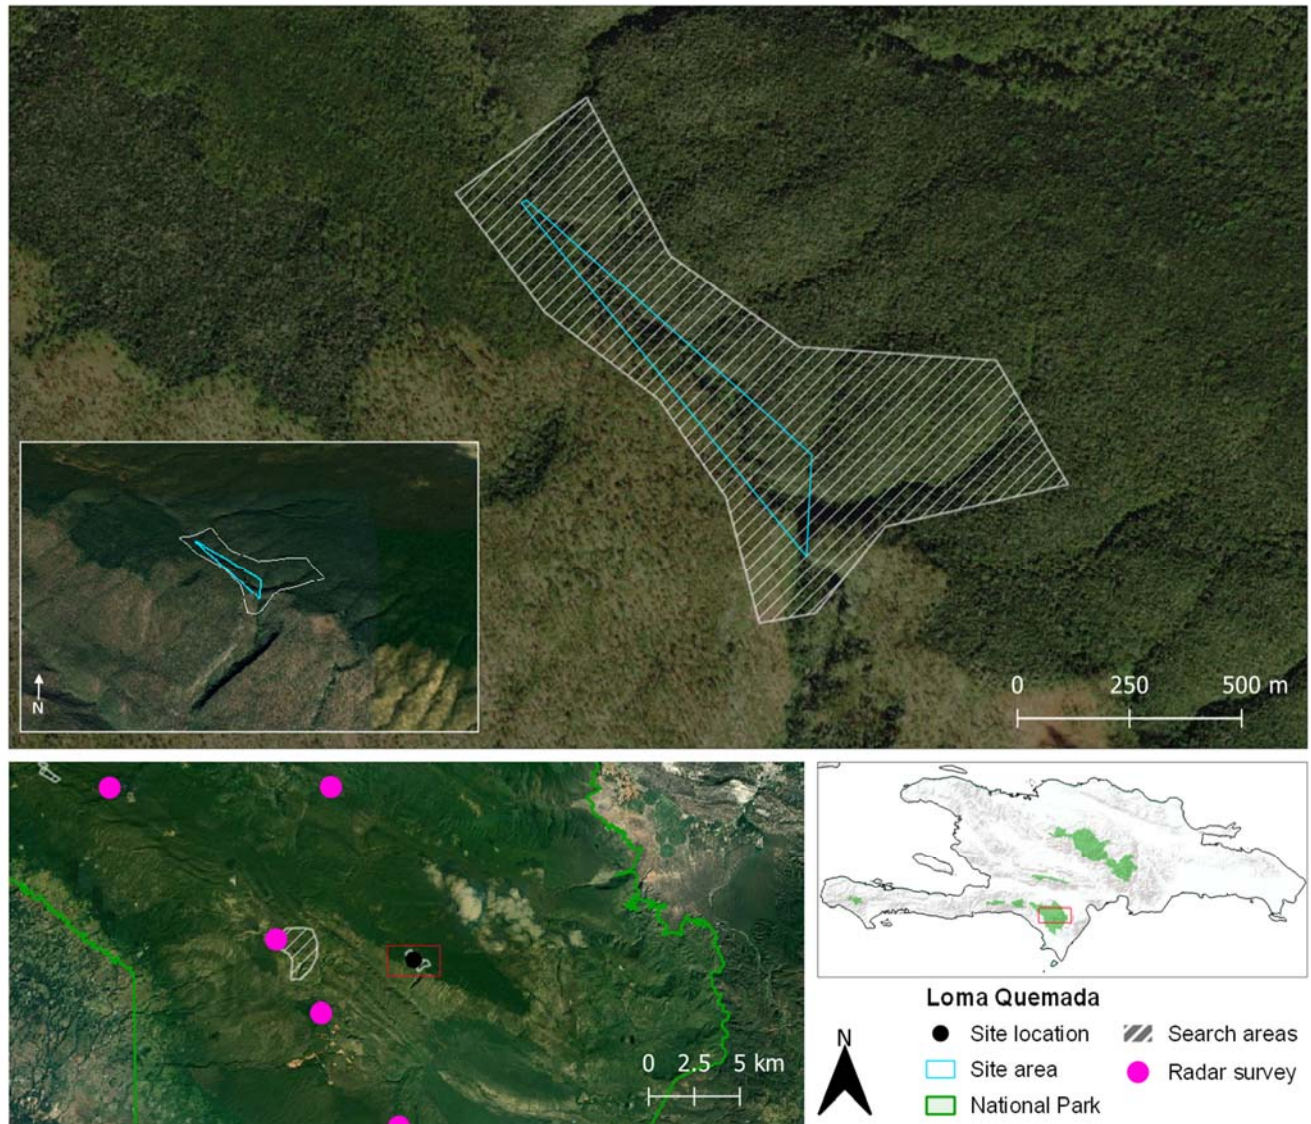 0 250 500 m
N
0 2.5 5 km
Loma Quemada
N
Site location
Search areas
Site area
Radar survey
National Park